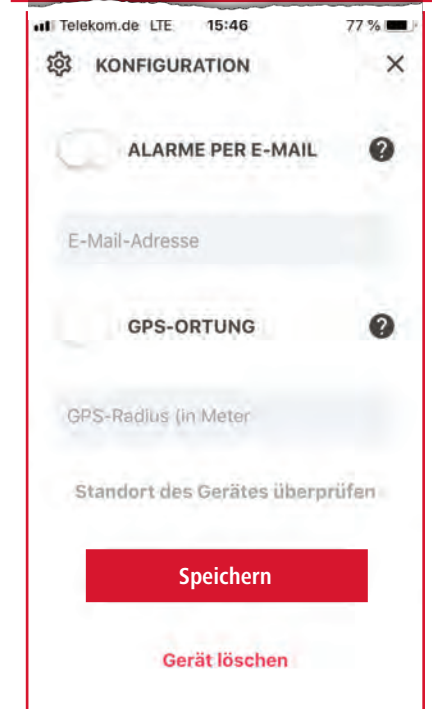 Telekom.de LTE 15:46 77 %
KONFIGURATION
ALARME PER E-MAIL
E-Mail-Adresse
GPS-ORTUNG
GPS-Radius (in Meter
Standort des Gerätes überprüfen
Speichern
Gerät löschen